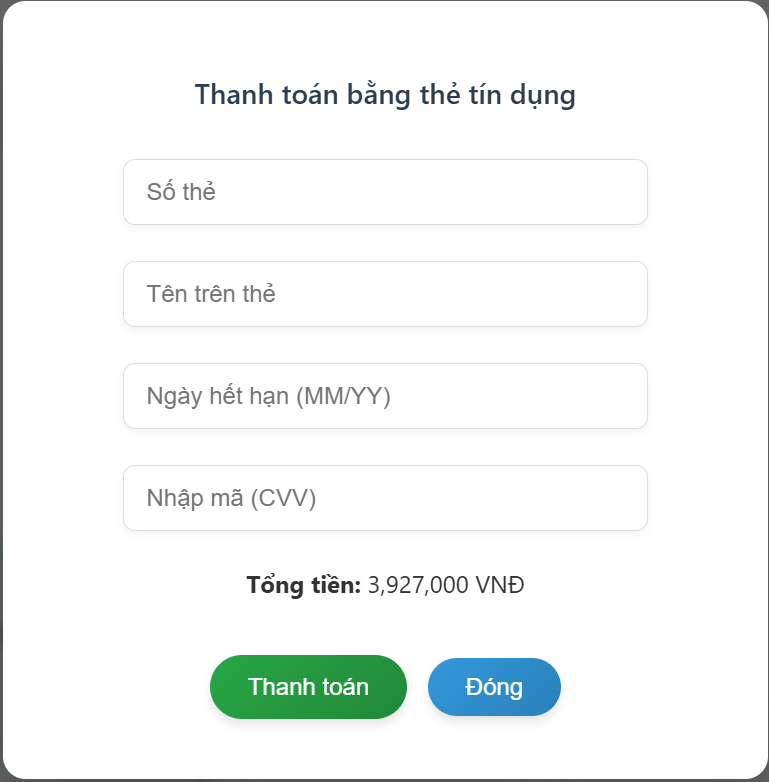 Thanh toán bằng thẻ tín dụng
Số thẻ
Tên trên thẻ
Ngày hết hạn (MM/YY)
Nhập mã (CVV)
Tổng tiền: 3,927,000 VNĐ
Thanh toán
Đóng